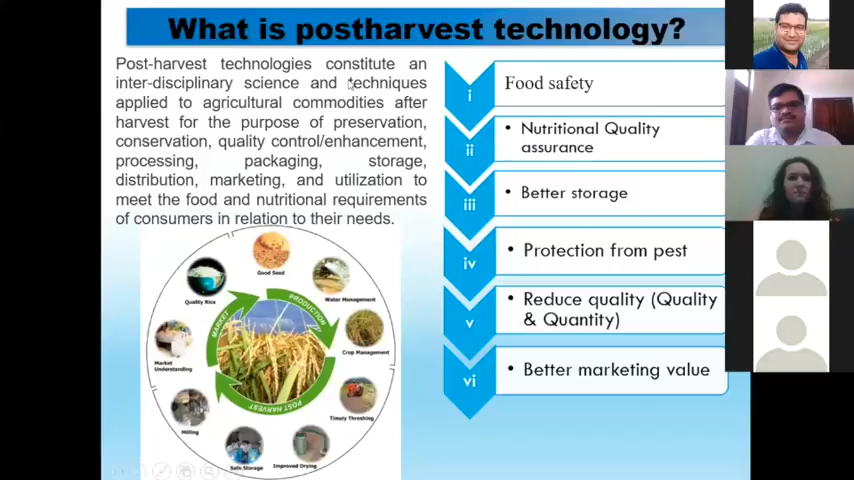 What is postharvest technology?
Post-harvest technologies constitute an
inter-disciplinary science and techniques
applied to agricultural commodities after
harvest for the purpose of preservation,
conservation, quality control/enhancement,
processing, packaging, storage,
distribution, marketing, and utilization to
meet the food and nutritional requirements
of consumers in relation to their needs.
i
Food safety
ii
• Nutritional Quality
assurance
iii
• Better storage
iv
• Protection from pest
v
• Reduce quality (Quality
& Quantity)
vi
• Better marketing value
Good Seed
Water Management
Crop Management
Timely Threshing
Improved Drying
Safe Storage
Milling
Market
Understanding
Quality Rice
PRODUCTION
POST HARVEST
MARKET